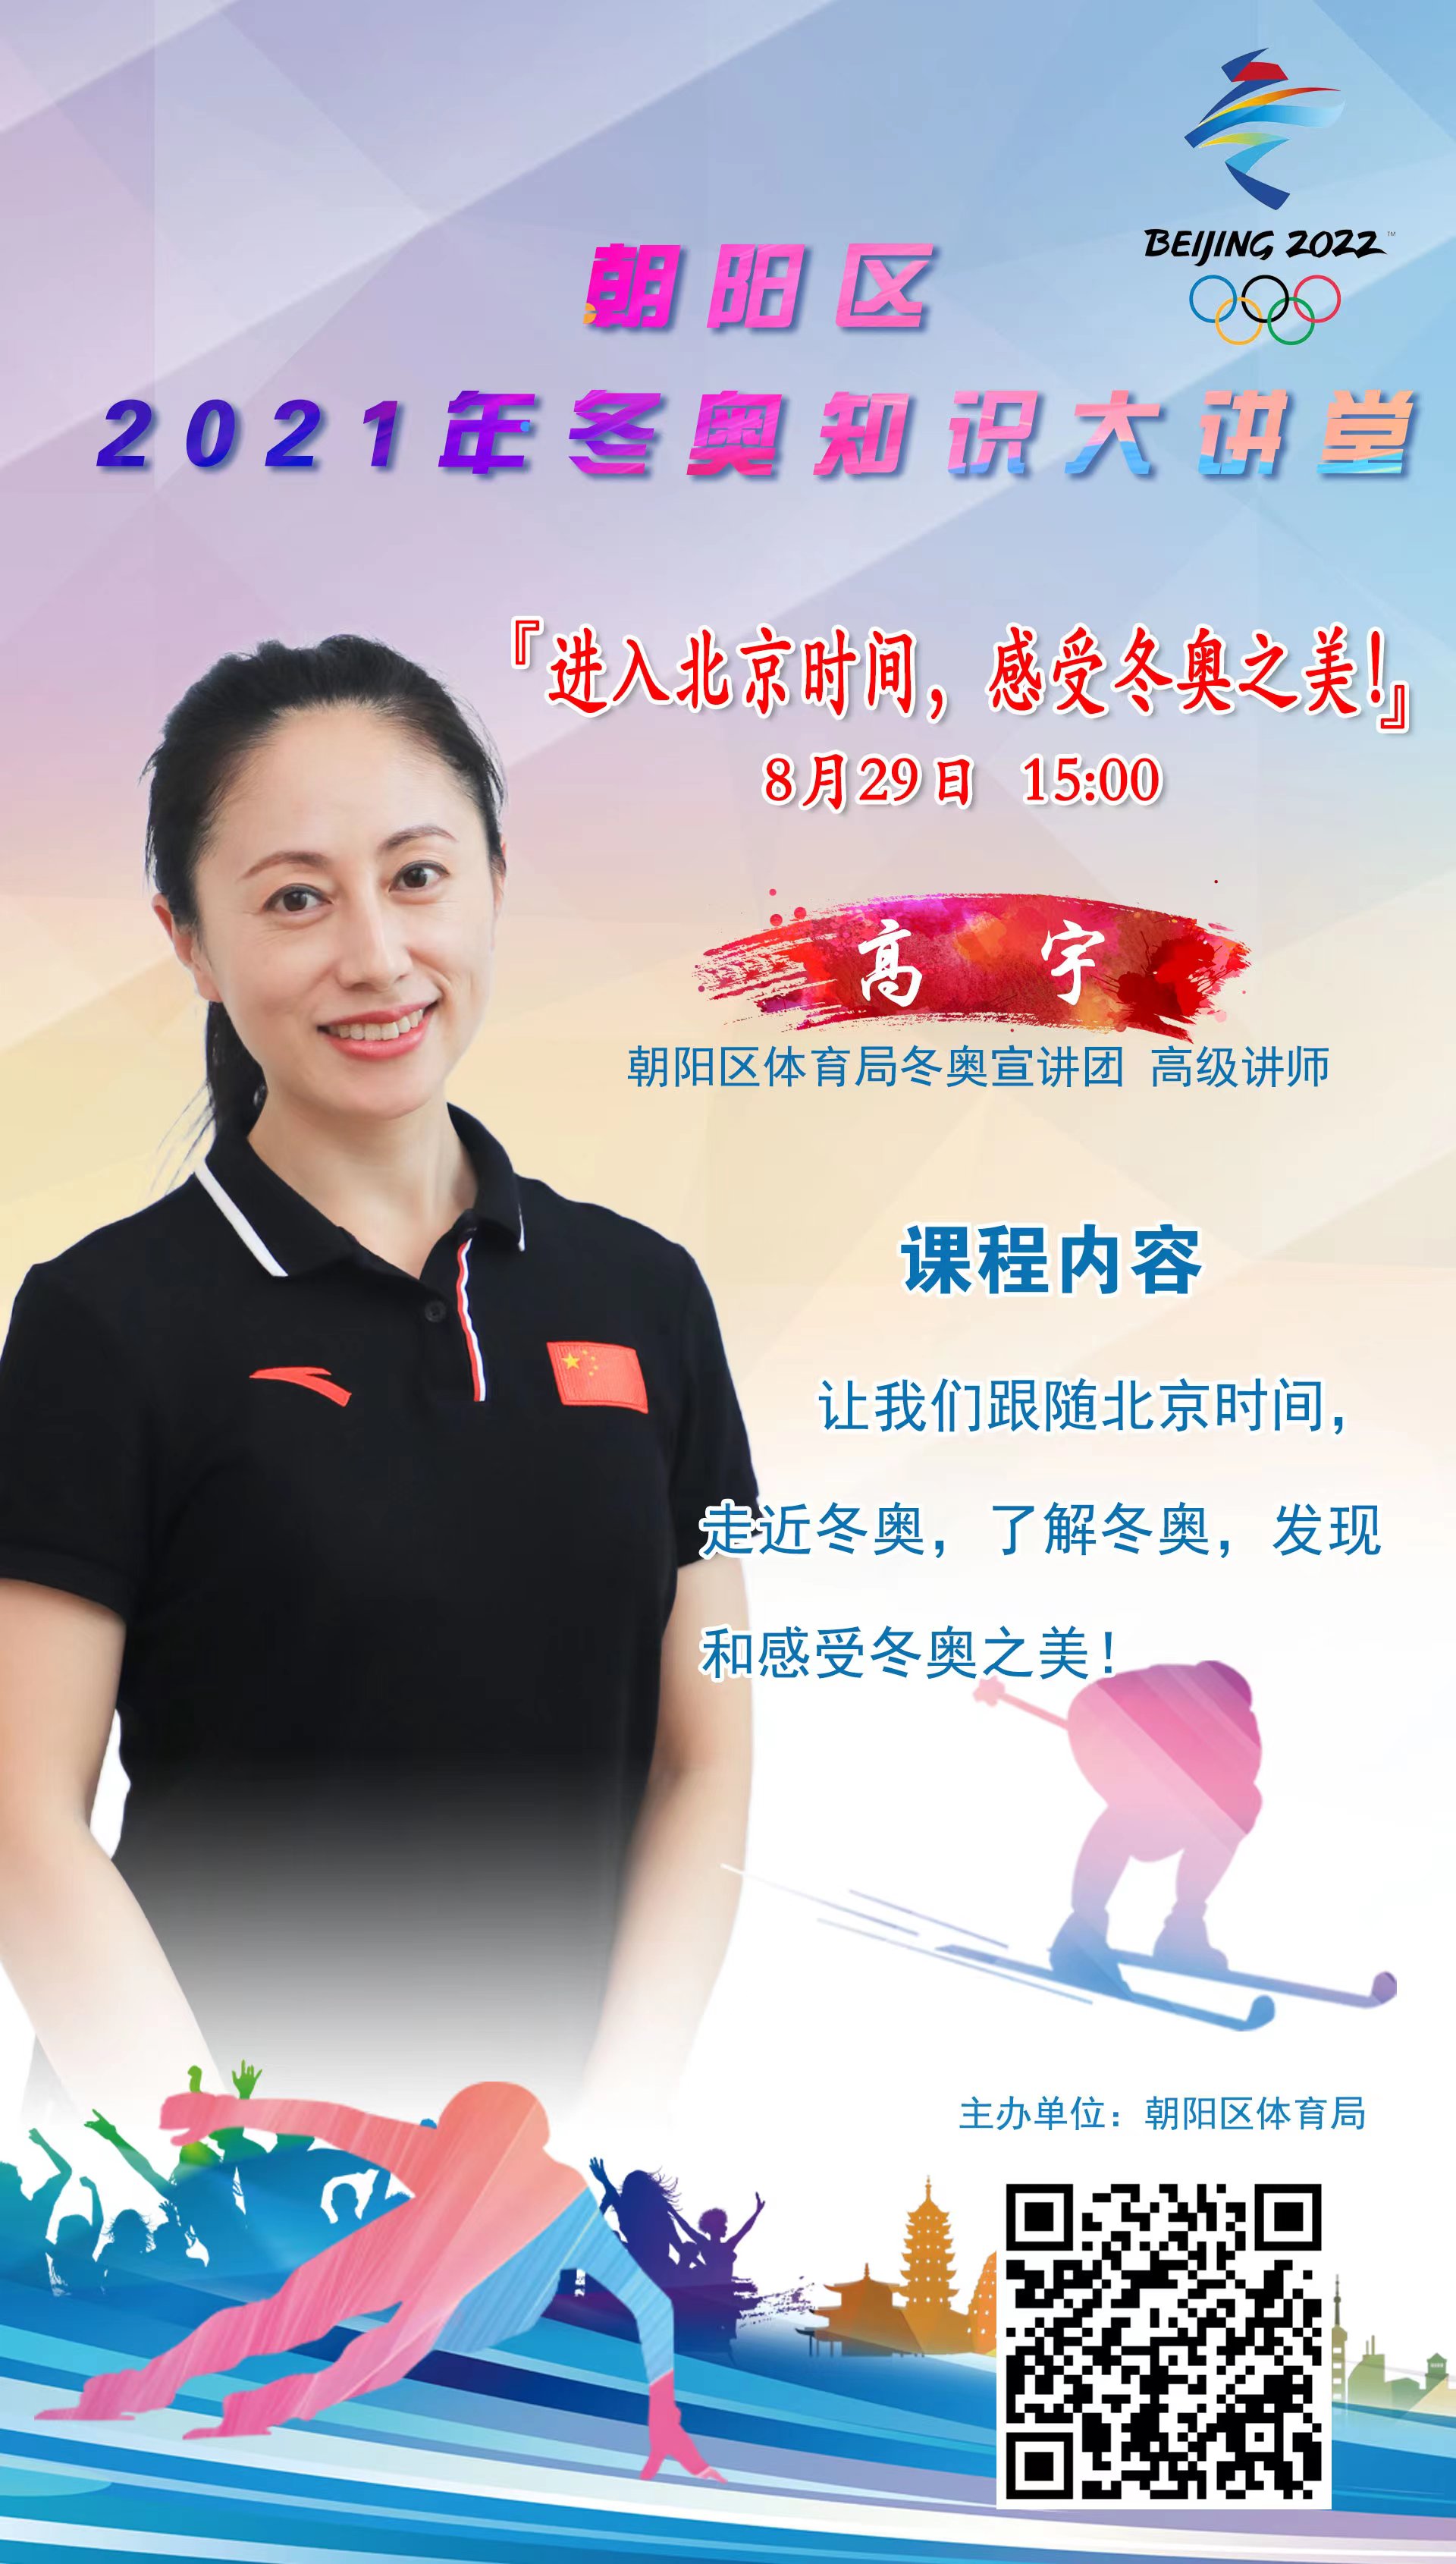 BEIJING 2022™
朝阳区
2021年冬奥知识大讲堂
『进入北京时间，感受冬奥之美!』
8月29日 15:00
高 宇
朝阳区体育局冬奥宣讲团 高级讲师
课程内容
让我们跟随北京时间，
走近冬奥，了解冬奥，发现
和感受冬奥之美！
主办单位：朝阳区体育局